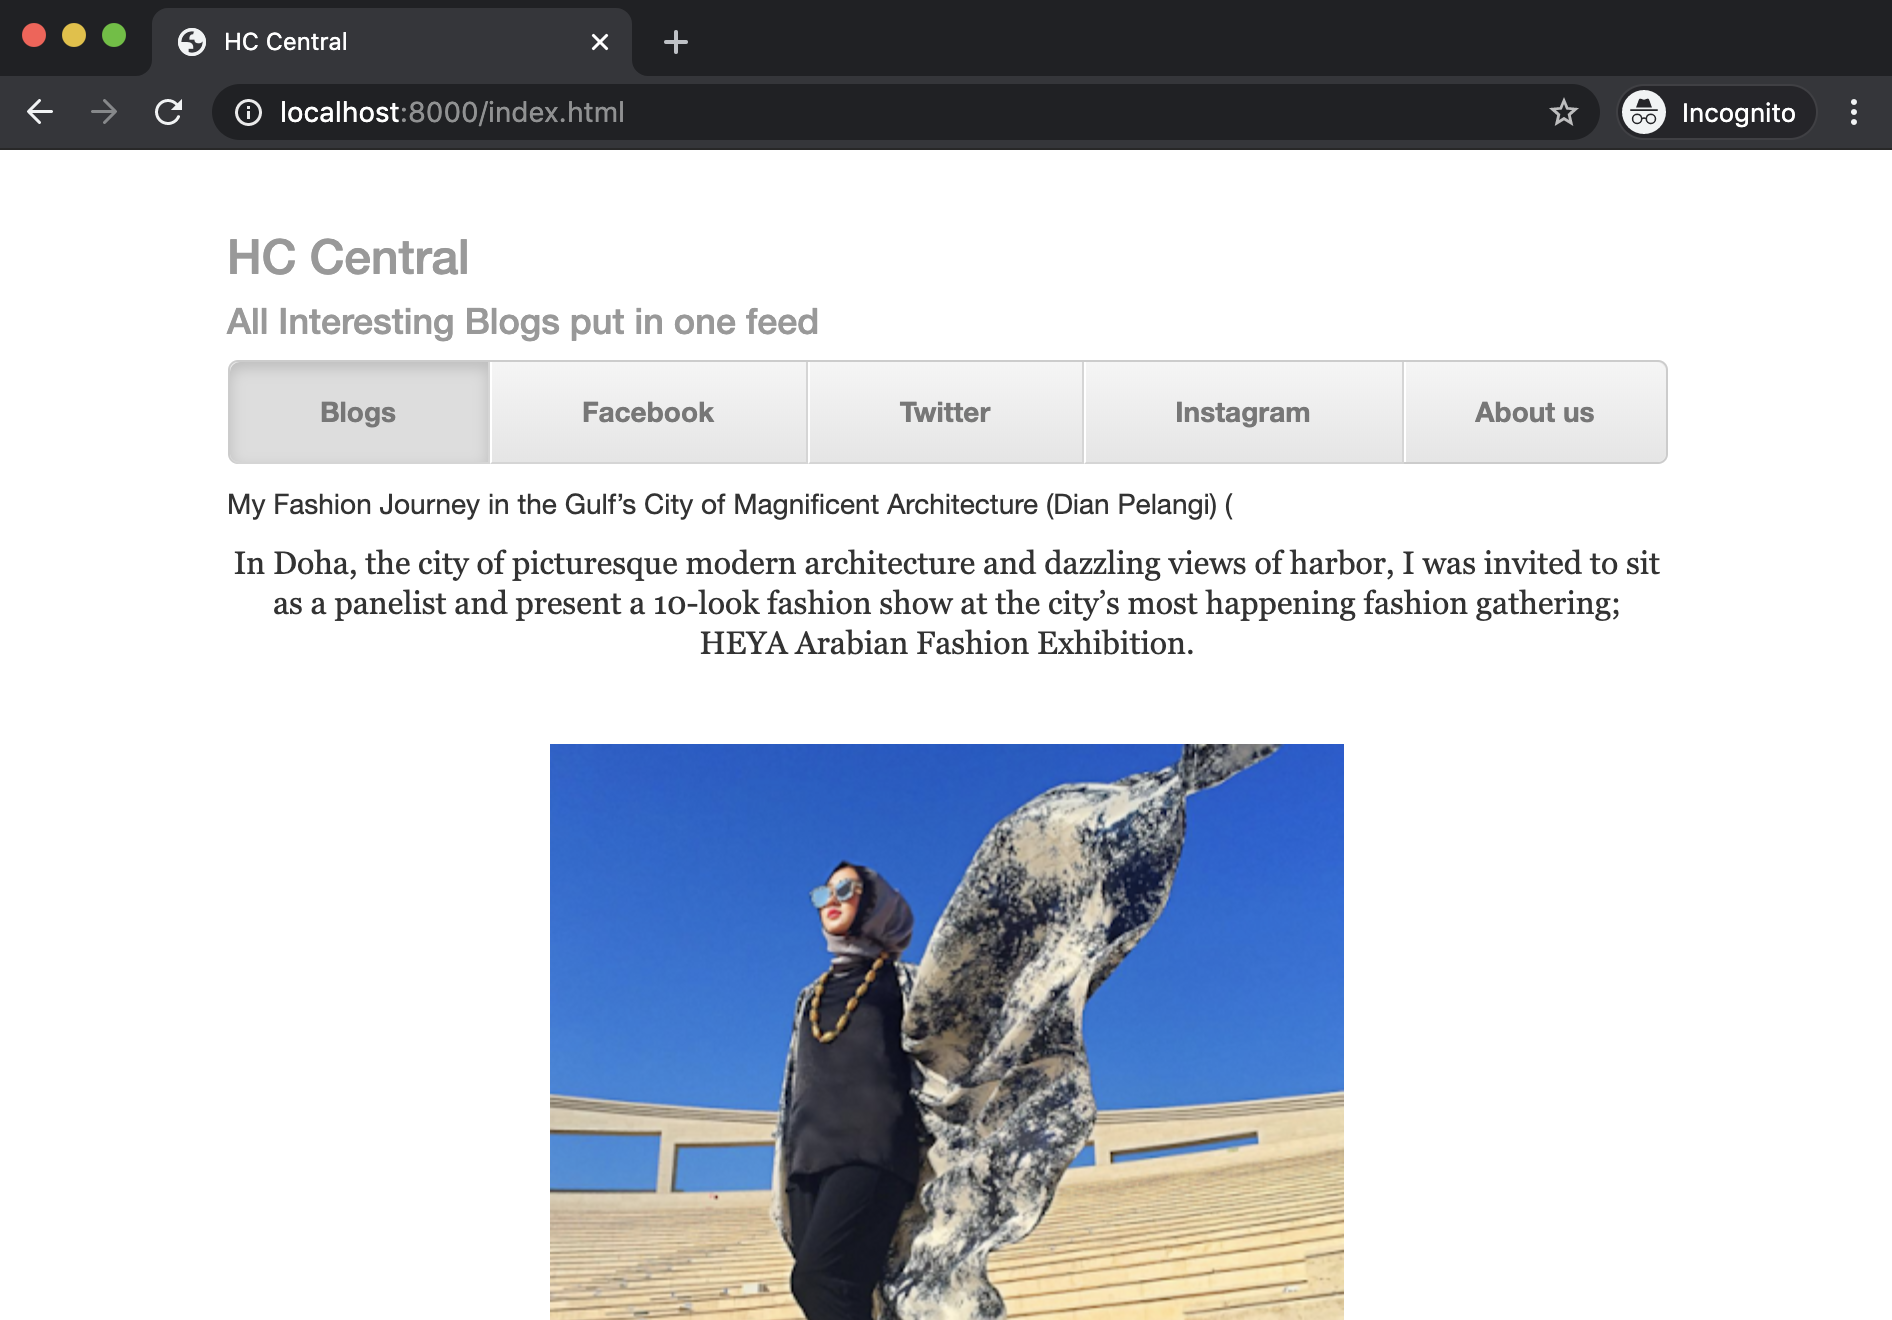 HC Central
localhost:8000/index.html
Incognito
HC Central
All Interesting Blogs put in one feed
Blogs
Facebook
Twitter
Instagram
About us
My Fashion Journey in the Gulf’s City of Magnificent Architecture (Dian Pelangi) (
In Doha, the city of picturesque modern architecture and dazzling views of harbor, I was invited to sit
as a panelist and present a 10-look fashion show at the city’s most happening fashion gathering;
HEYA Arabian Fashion Exhibition.